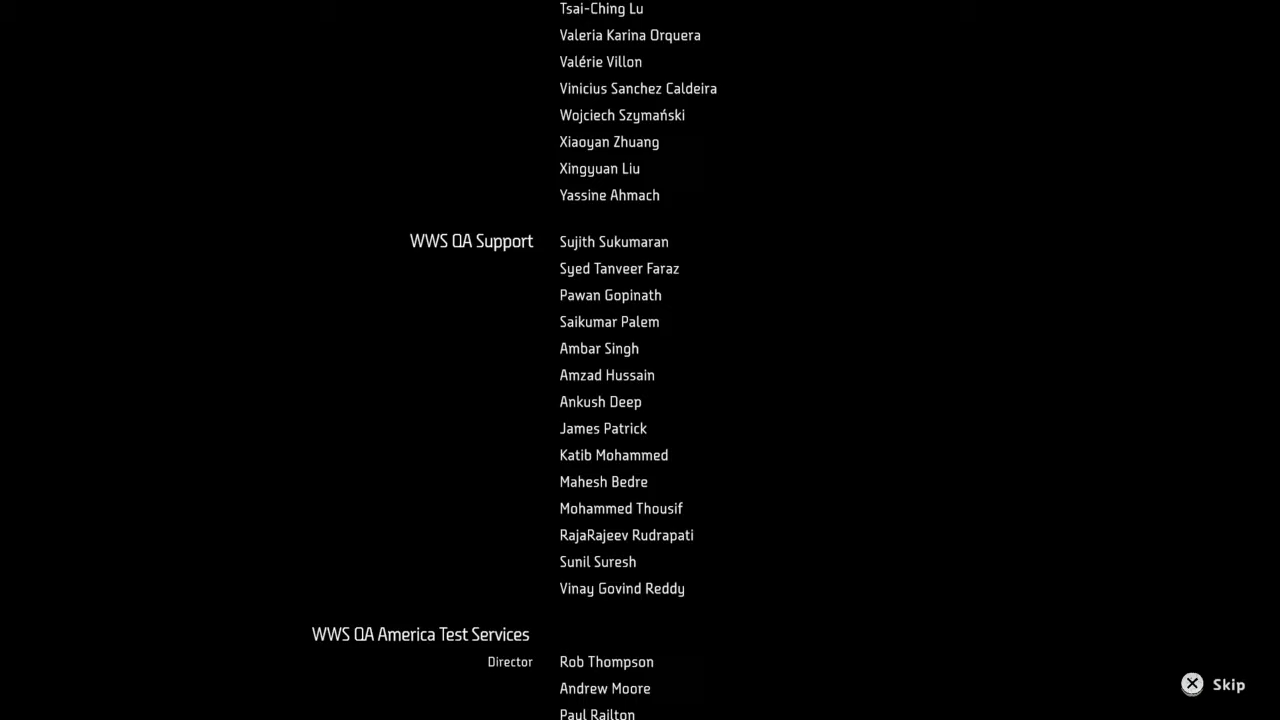 Tsai-Ching Lu
Valeria Karina Orquera
Valérie Villon
Vinicius Sanchez Caldeira
Wojciech Szymański
Xiaoyan Zhuang
Xingyuan Liu
Yassine Ahmach
WWS QA Support Sujith Sukumaran
Syed Tanveer Faraz
Pawan Gopinath
Saikumar Palem
Ambar Singh
Amzad Hussain
Ankush Deep
James Patrick
Katib Mohammed
Mahesh Bedre
Mohammed Thousif
RajaRajeev Rudrapati
Sunil Suresh
Vinay Govind Reddy
WWS QA America Test Services
Director Rob Thompson
Andrew Moore
Paul Railton
Skip